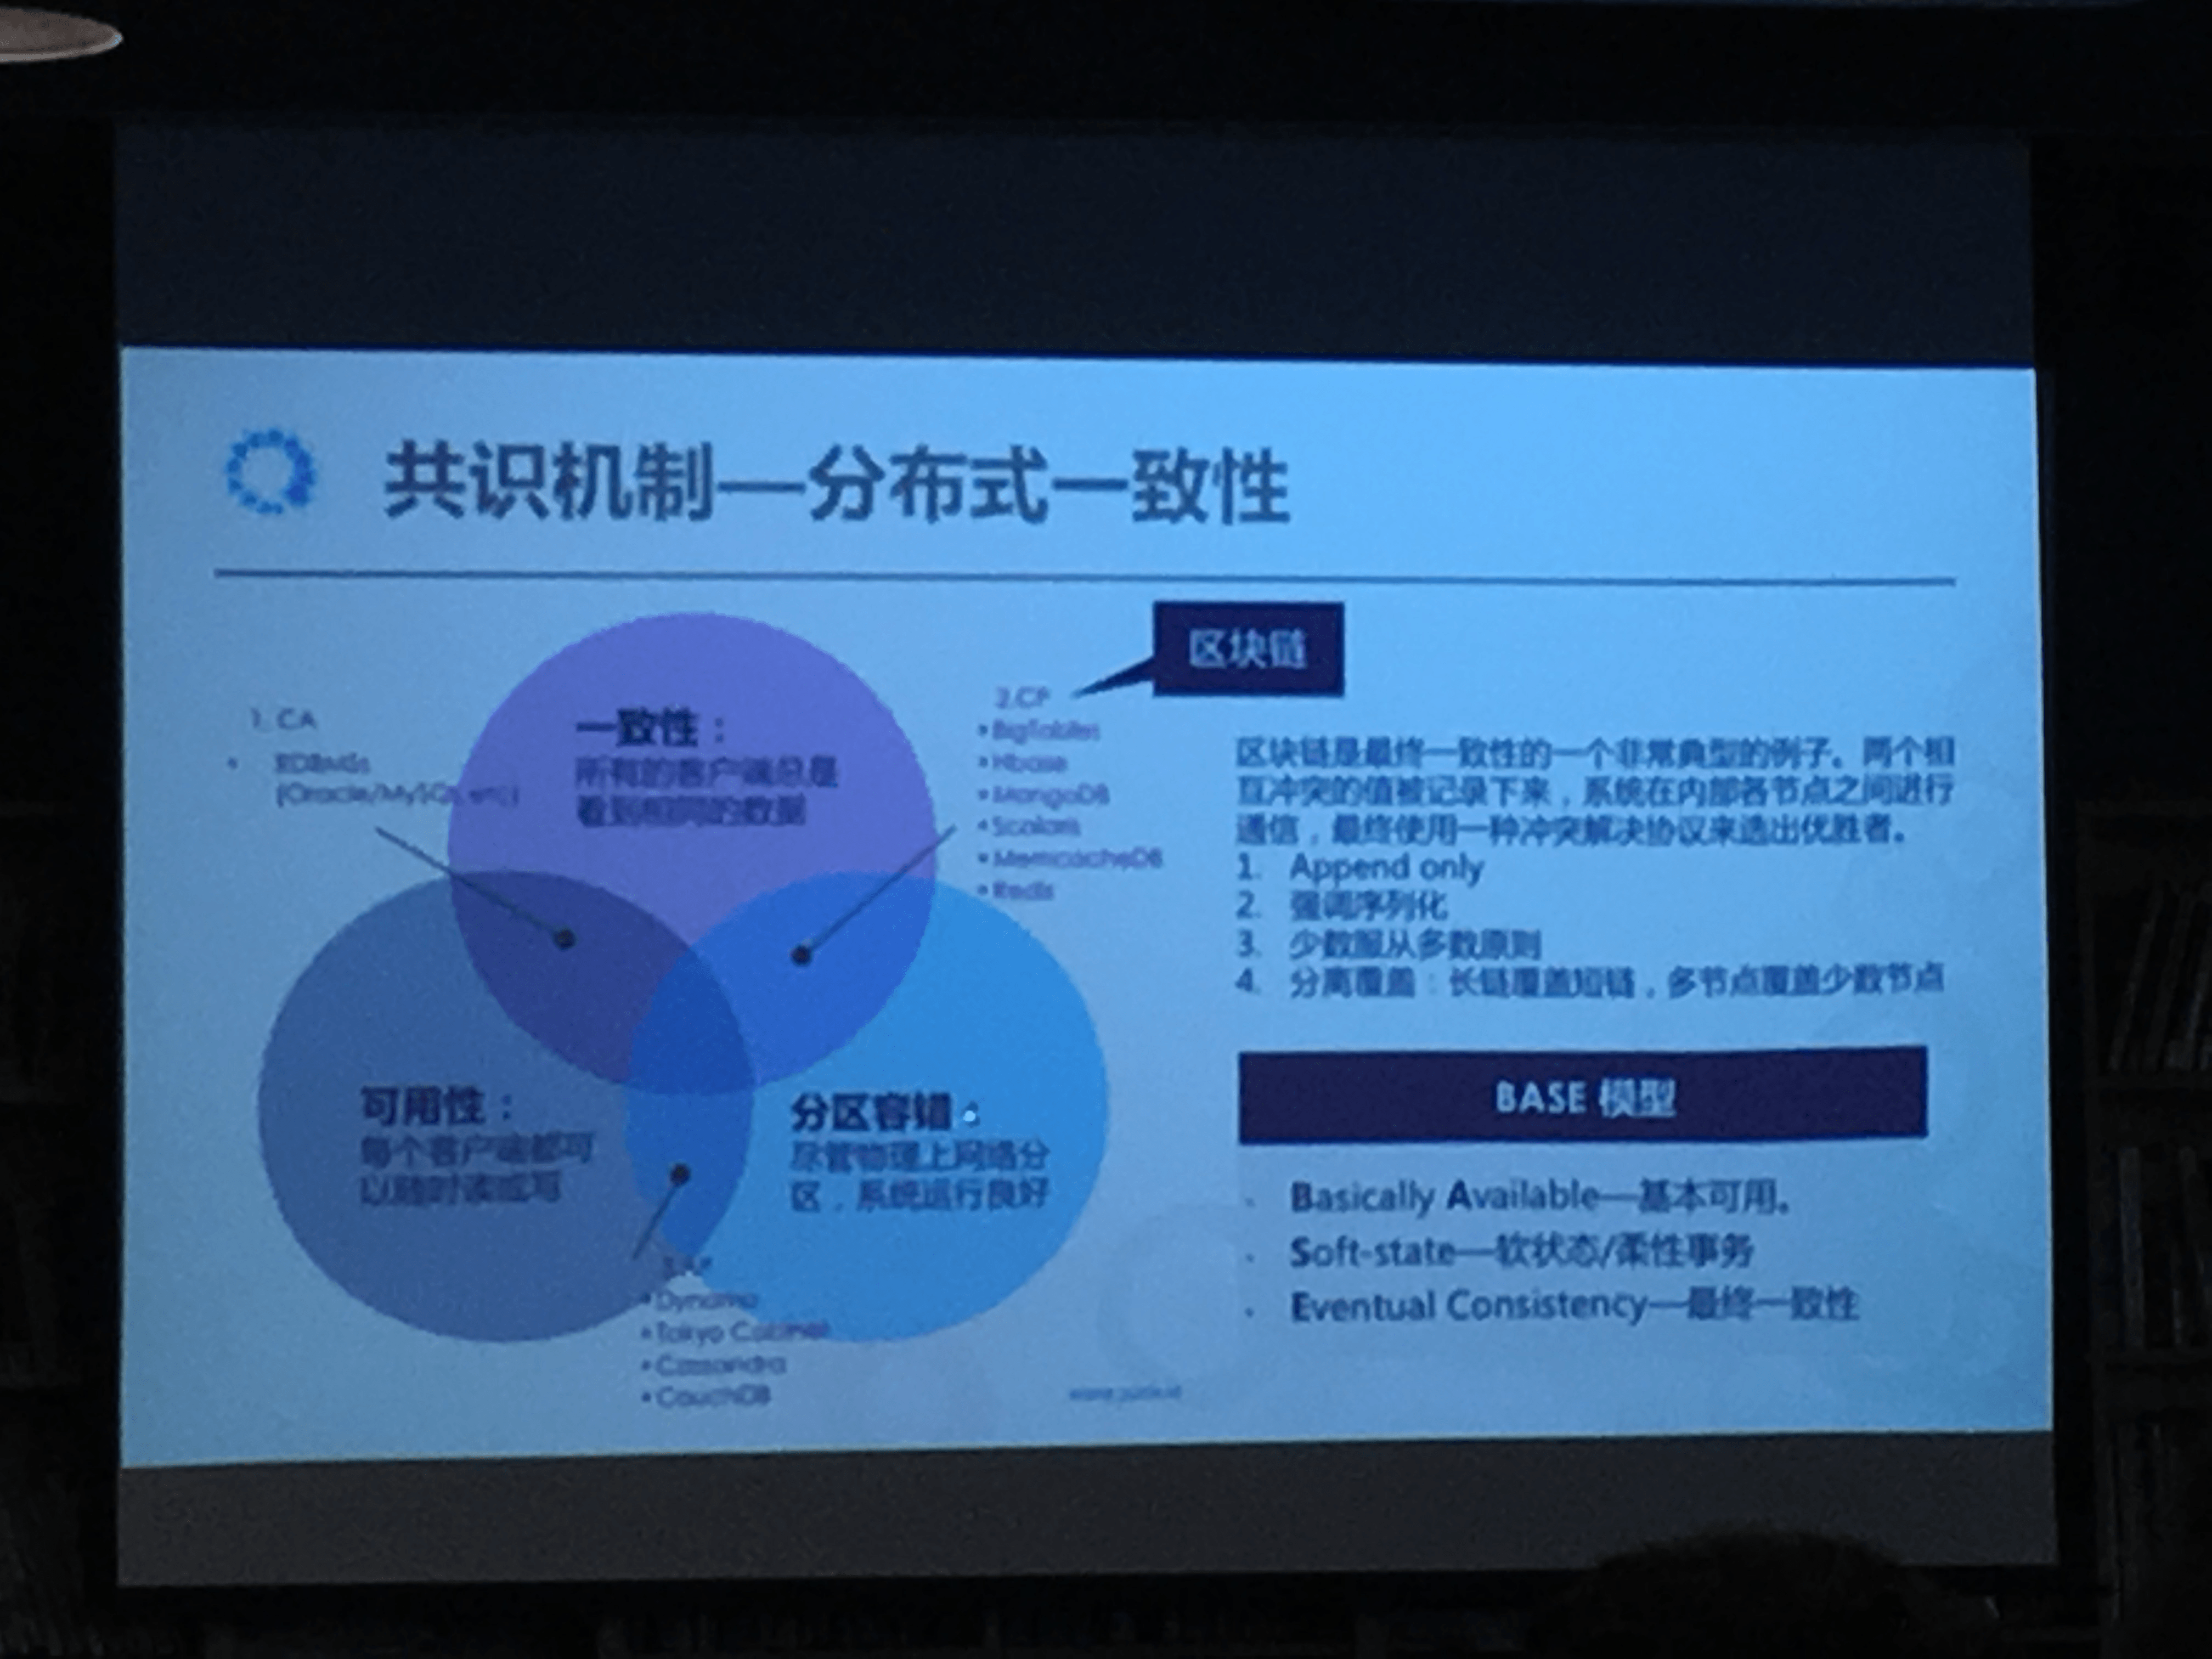 共识机制—分布式一致性
区块链
1. CA
RDBMSs
(Oracle/MySQL, etc)
一致性：
所有的客户端总是
看到相同的数据
2.CP
•BigTables
•Hbase
•MongoDB
•Scalaris
•MemcacheDB
•Redis
可用性：
每个客户端都可
以随时读或写
分区容错：
尽管物理上网络分
区，系统运行良好
•Dynamo
•Tokyo Cabinet
•Cassandra
•CouchDB
区块链是最终一致性的一个非常典型的例子。两个相
互冲突的值被记录下来，系统在内部各节点之间进行
通信，最终使用一种冲突解决协议来选出优胜者。
1. Append only
2. 强调序列化
3. 少数服从多数原则
4. 分离覆盖：长链覆盖短链，多节点覆盖少数节点
BASE 模型
Basically Available—基本可用。
Soft-state—软状态/柔性事务
Eventual Consistency—最终一致性